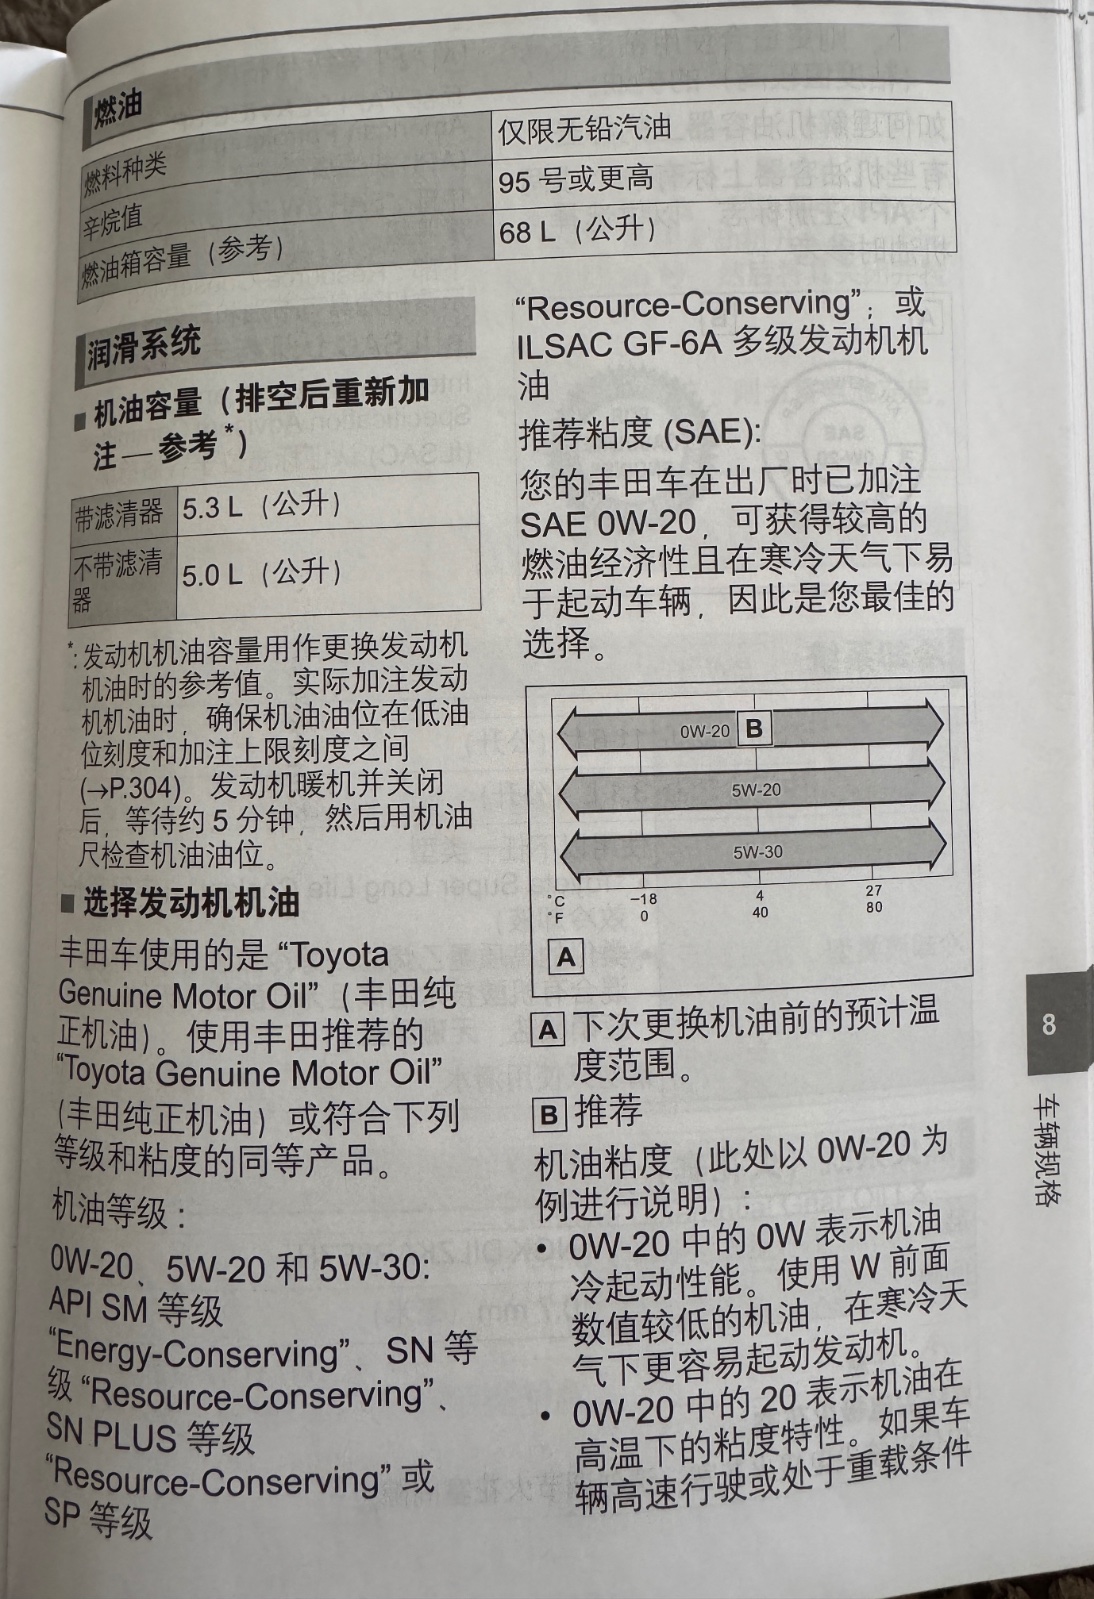 燃油
燃料种类 仅限无铅汽油
辛烷值 95 号或更高
燃油箱容量（参考） 68 L（公升）
润滑系统
■ 机油容量（排空后重新加
注 — 参考*）
带滤清器 5.3 L（公升）
不带滤清
器 5.0 L（公升）
*: 发动机机油容量用作更换发动机
机油时的参考值。实际加注发动
机机油时，确保机油油位在低油
位刻度和加注上限刻度之间
(→P.304)。发动机暖机并关闭
后，等待约 5 分钟，然后用机油
尺检查机油油位。
■ 选择发动机机油
丰田车使用的是 “Toyota
Genuine Motor Oil”（丰田纯
正机油）。使用丰田推荐的
“Toyota Genuine Motor Oil”
(丰田纯正机油）或符合下列
等级和粘度的同等产品。
机油等级：
0W-20、5W-20 和 5W-30:
API SM 等级
“Energy-Conserving”、SN 等
级 “Resource-Conserving”、
SN PLUS 等级
“Resource-Conserving” 或
SP 等级
“Resource-Conserving”；或
ILSAC GF-6A 多级发动机机
油
推荐粘度 (SAE):
您的丰田车在出厂时已加注
SAE 0W-20，可获得较高的
燃油经济性且在寒冷天气下易
于起动车辆，因此是您最佳的
选择。
0W-20 B
5W-20
5W-30
°C -18 4 27
°F 0 40 80
A
A 下次更换机油前的预计温
度范围。
B 推荐
机油粘度（此处以 0W-20 为
例进行说明）:
• 0W-20 中的 0W 表示机油
冷起动性能。使用 W 前面
数值较低的机油，在寒冷天
气下更容易起动发动机。
• 0W-20 中的 20 表示机油在
高温下的粘度特性。如果车
辆高速行驶或处于重载条件
8
车辆规格